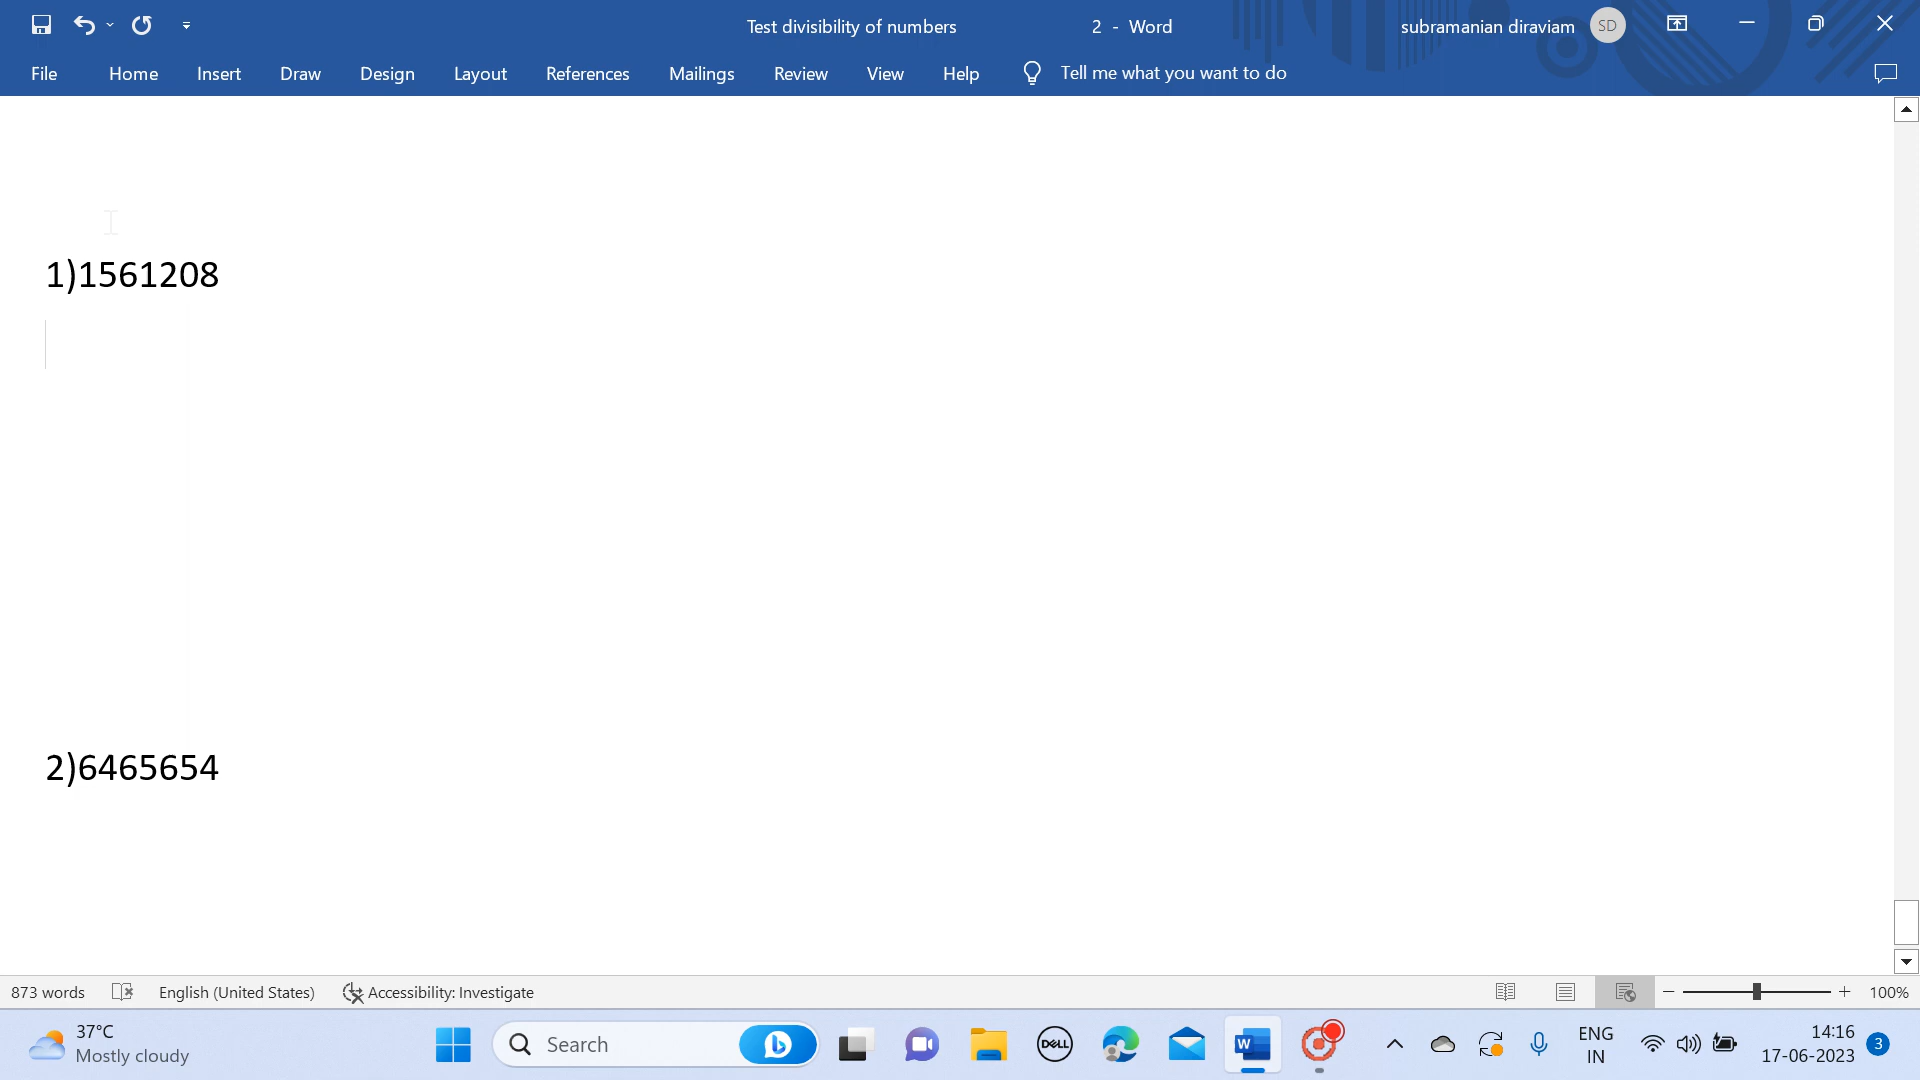 Test divisibility of numbers 2 - Word subramanian diraviam SD
File Home Insert Draw Design Layout References Mailings Review View Help Tell me what you want to do
1)1561208
2)6465654
873 words English (United States) Accessibility: Investigate 100%
37°C
Mostly cloudy
Search
DELL
W
ENG
IN
14:16
17-06-2023
3